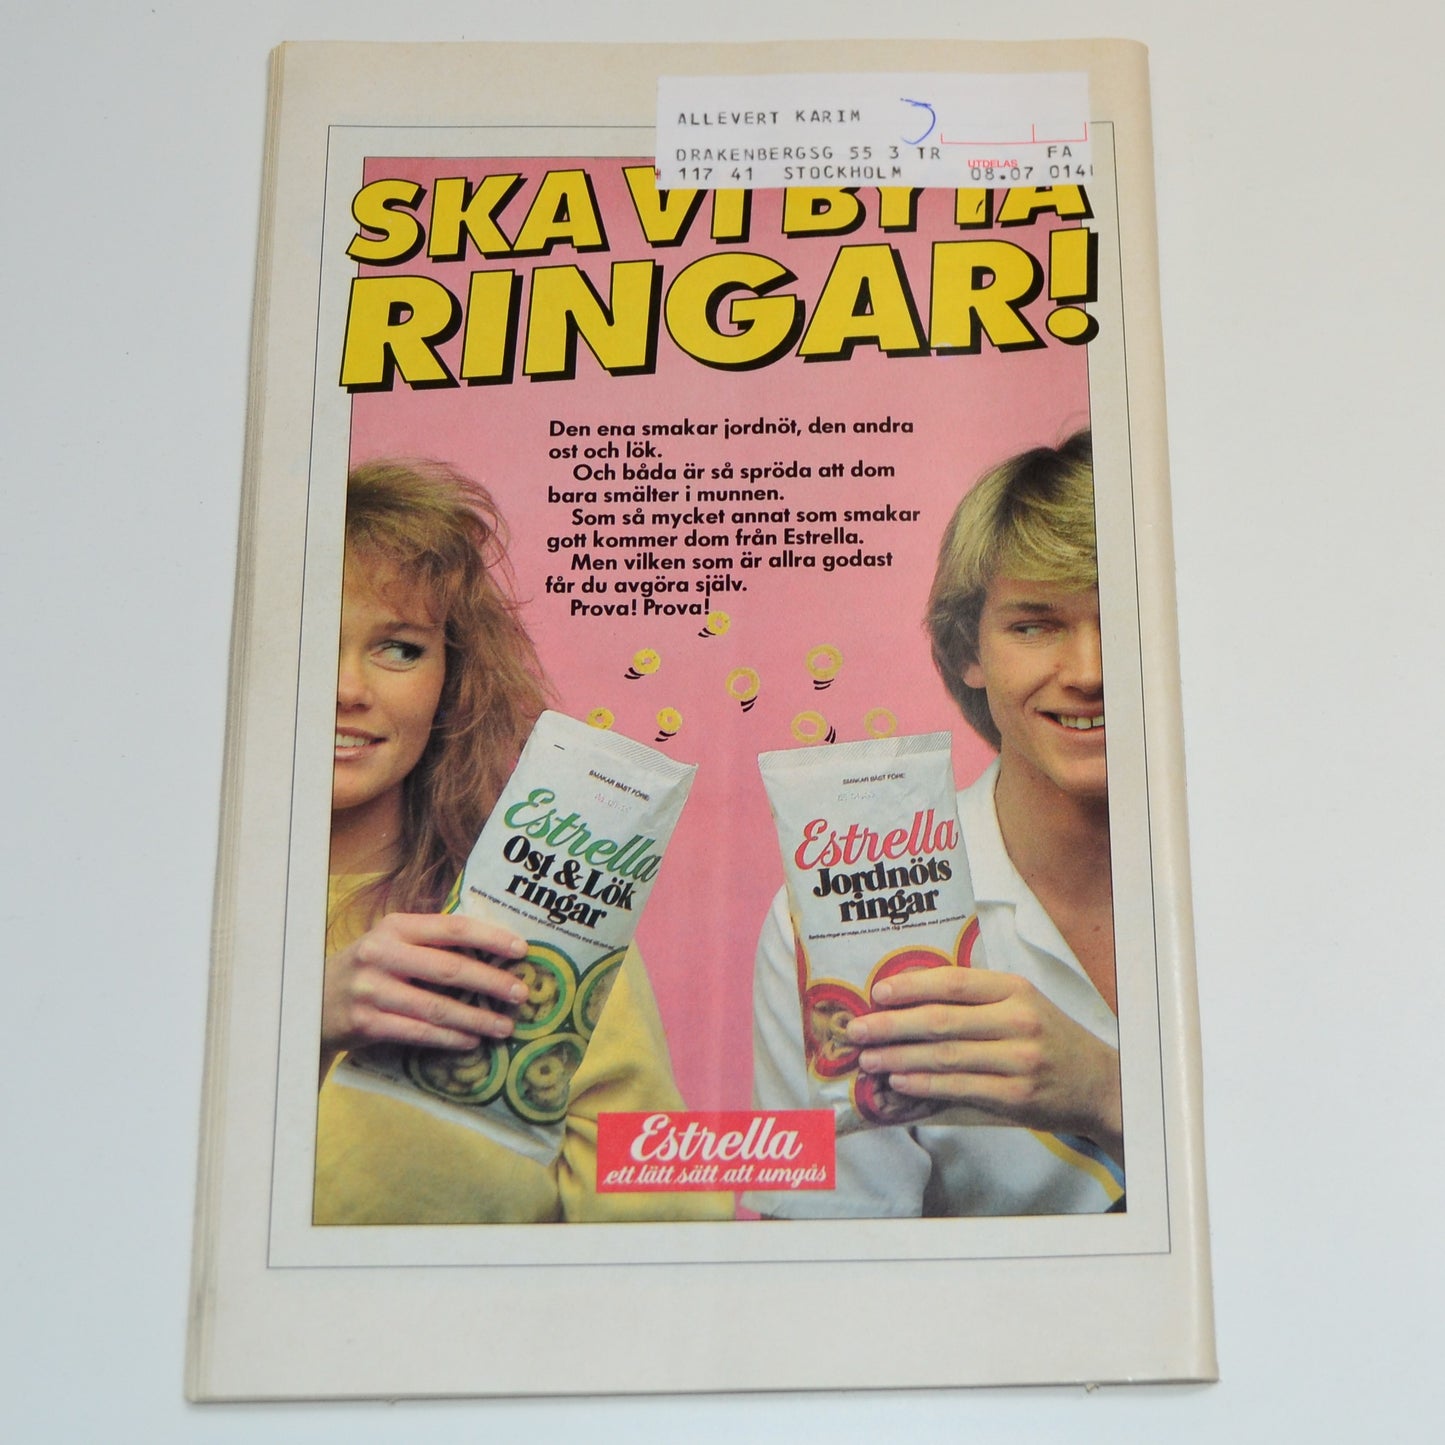 ALLEVERT KARIM
DRAKENBERGSG 55 3 TR FA
UTDELAS
117 41 STOCKHOLM 08.07 014
SKA VI BYTA
RINGAR!
Den ena smakar jordnöt, den andra
ost och lök.
Och båda är så spröda att dom
bara smälter i munnen.
Som så mycket annat som smakar
gott kommer dom från Estrella.
Men vilken som är allra godast
får du avgöra själv.
Prova! Prova!
SMAKAR BÄST FÖRE:
Estrella
Ost & Lök
ringar
SMAKAR BÄST FÖRE:
Estrella
Jordnöts
ringar
Estrella
ett lätt sätt att umgås